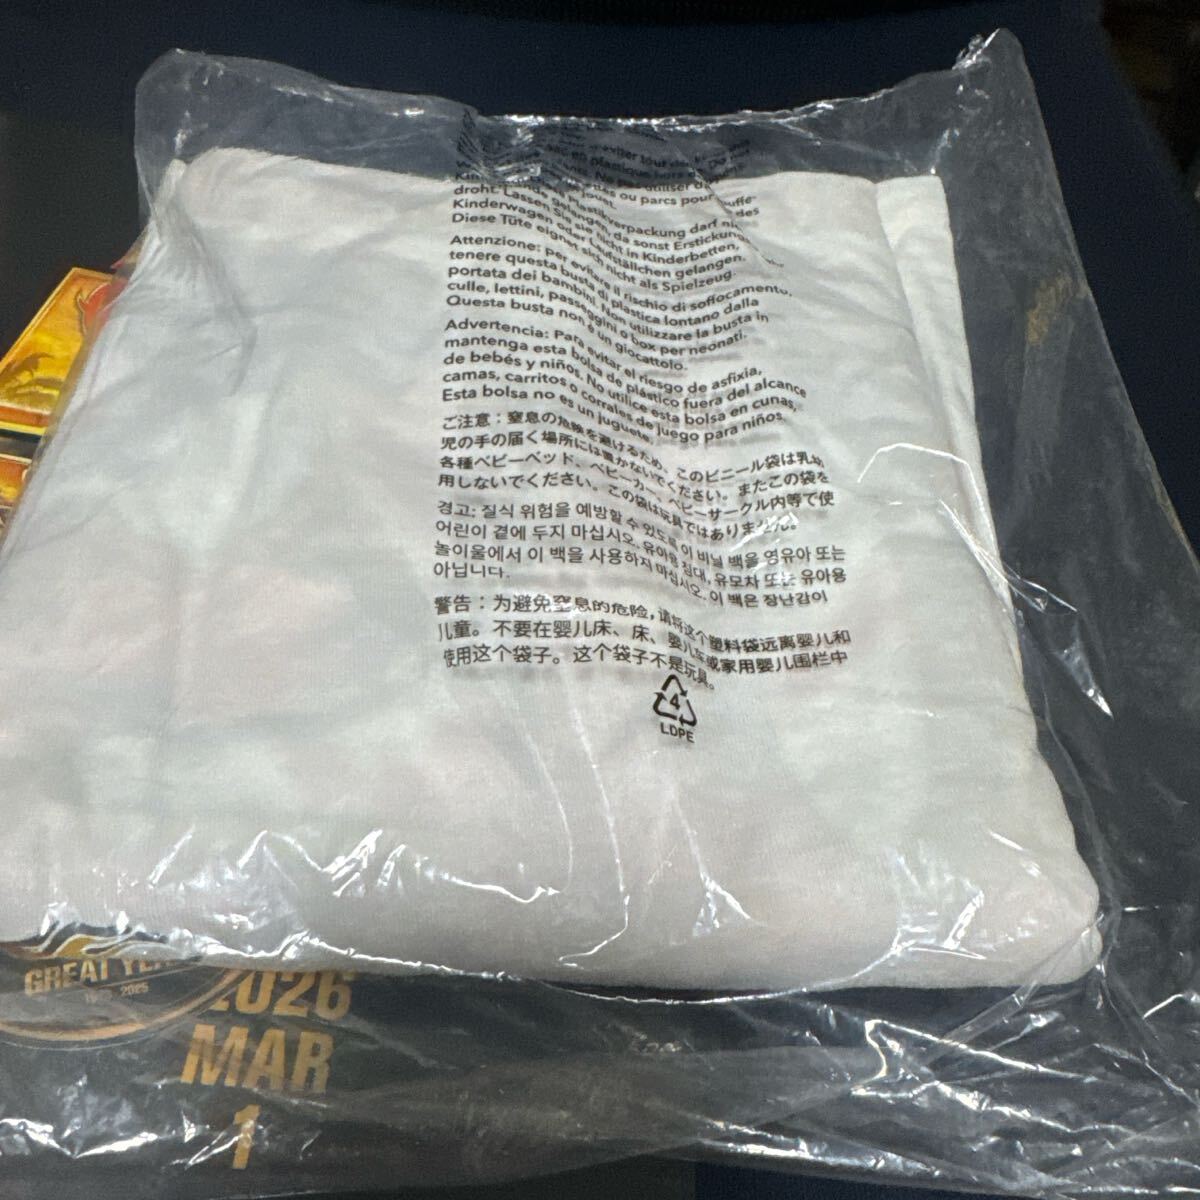 droht. Lassen Sie sie nicht in
Kinderwagen oder Laufställchen gelangen.
Diese Tüte eignet sich nicht als Spielzeug.
Attenzione: per evitare il rischio di soffocamento,
tenere questa busta di plastica lontano dalla
portata dei bambini. Non utilizzare la busta in
culle, lettini, passeggini o box per neonati.
Questa busta non è un giocattolo.
Advertencia: Para evitar el riesgo de asfixia,
mantenga esta bolsa de plástico fuera del alcance
de bebés y niños. No utilice esta bolsa en cunas,
camas, carritos o corrales de juego para niños.
Esta bolsa no es un juguete.
ご注意：窒息の危険を避けるため、このビニール袋は乳幼
児の手の届く場所には置かないでください。またこの袋を
各種ベビーベッド、ベビーカー、ベビーサークル内等で使
用しないでください。この袋は玩具ではありません。
경고: 질식 위험을 예방할 수 있도록 이 비닐 백을 영유아 또는
어린이 곁에 두지 마십시오. 유아용 침대, 유모차 또는 유아용
놀이울에서 이 백을 사용하지 마십시오. 이 백은 장난감이
아닙니다.
警告：为避免窒息的危险，请将这个塑料袋远离婴儿和
儿童。不要在婴儿床、床、婴儿车或家用婴儿围栏中
使用这个袋子。这个袋子不是玩具。
4
LDPE
GREAT
2025
2026
MAR
1